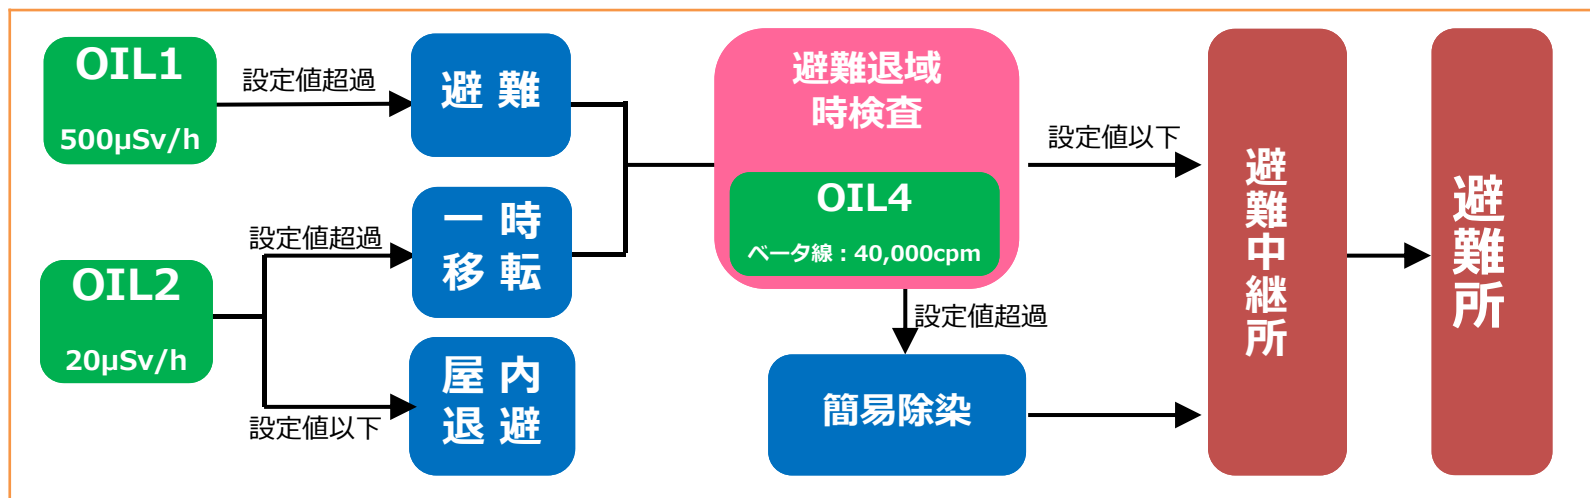 OIL1
500μSv/h
設定値超過
避 難
OIL2
20μSv/h
設定値超過
一 時
移 転
設定値以下
屋 内
退 避
避難退域
時検査
OIL4
ベータ線：40,000cpm
設定値以下
設定値超過
簡易除染
避難中継所
避難所